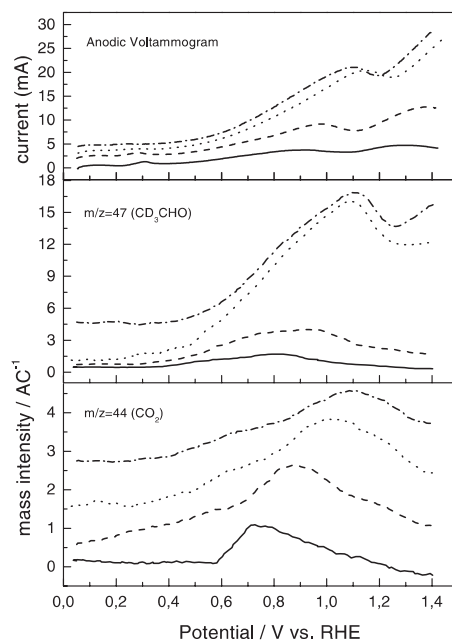 30
25
20
15
10
5
0
current (mA)
Anodic Voltammogram
18
15
12
9
6
3
0
m/z=47 (CD₃CHO)
4
3
2
1
0
mass intensity / AC⁻¹
m/z=44 (CO₂)
0,0 0,2 0,4 0,6 0,8 1,0 1,2 1,4
Potential / V vs. RHE